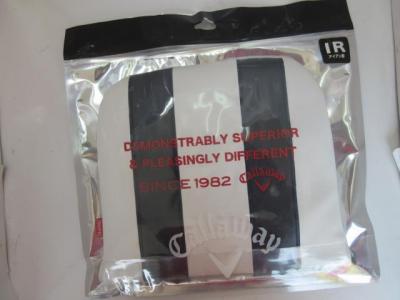 IR
アイアン用
DEMONSTRABLY SUPERIOR
& PLEASINGLY DIFFERENT
SINCE 1982 Callaway
Callaway